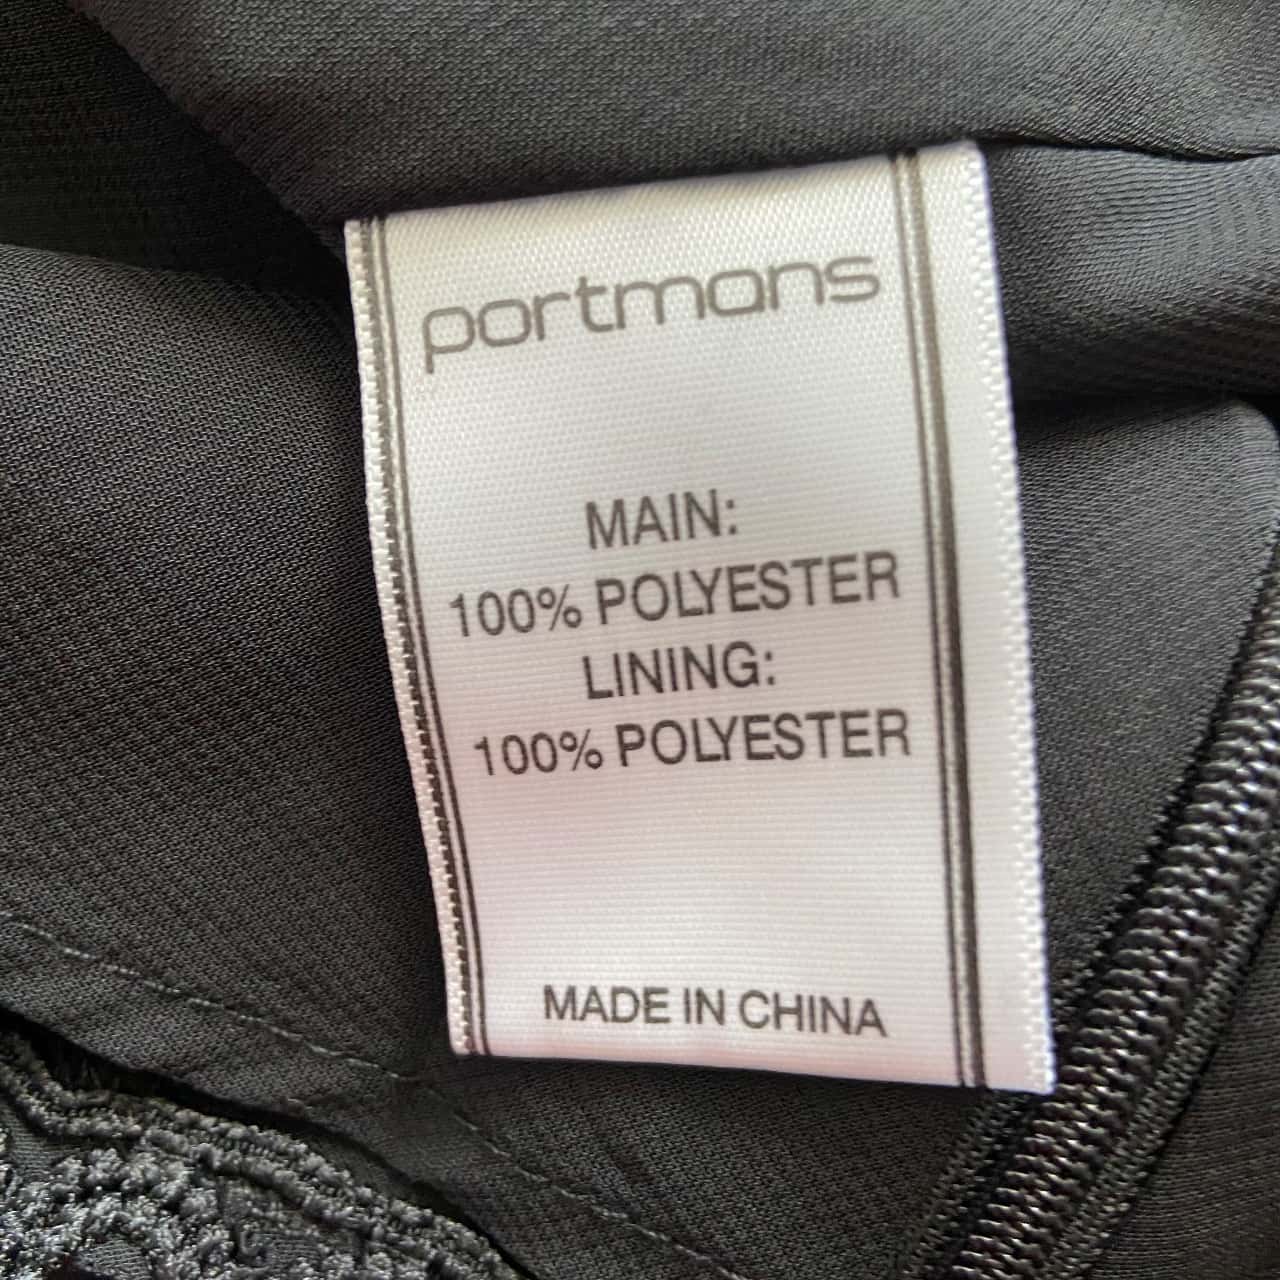 portmans
MAIN:
100% POLYESTER
LINING:
100% POLYESTER
MADE IN CHINA